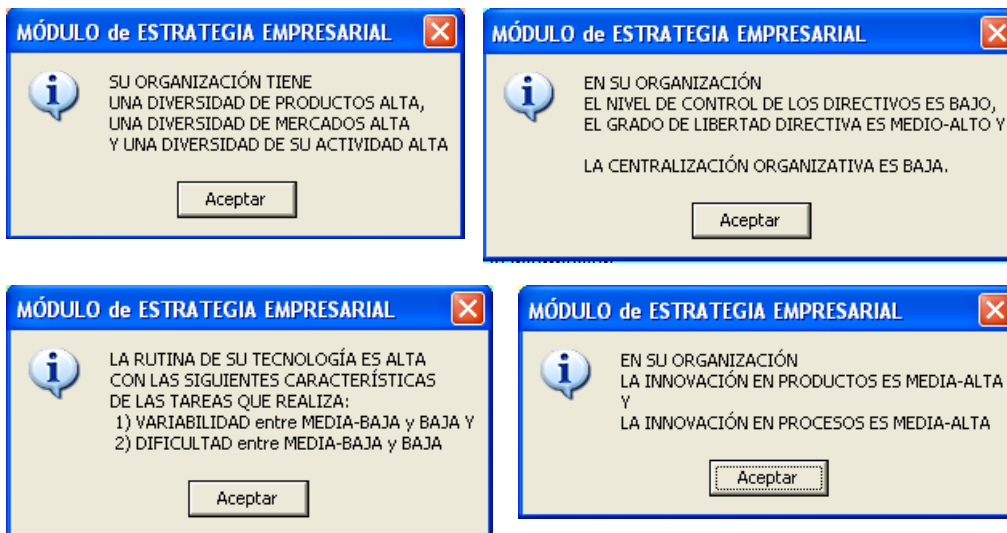 MÓDULO de ESTRATEGIA EMPRESARIAL
SU ORGANIZACIÓN TIENE
UNA DIVERSIDAD DE PRODUCTOS ALTA,
UNA DIVERSIDAD DE MERCADOS ALTA
Y UNA DIVERSIDAD DE SU ACTIVIDAD ALTA
Aceptar
MÓDULO de ESTRATEGIA EMPRESARIAL
EN SU ORGANIZACIÓN
EL NIVEL DE CONTROL DE LOS DIRECTIVOS ES BAJO,
EL GRADO DE LIBERTAD DIRECTIVA ES MEDIO-ALTO Y
LA CENTRALIZACIÓN ORGANIZATIVA ES BAJA.
Aceptar
MÓDULO de ESTRATEGIA EMPRESARIAL
LA RUTINA DE SU TECNOLOGÍA ES ALTA
CON LAS SIGUIENTES CARACTERÍSTICAS
DE LAS TAREAS QUE REALIZA:
1) VARIABILIDAD entre MEDIA-BAJA y BAJA Y
2) DIFICULTAD entre MEDIA-BAJA y BAJA
Aceptar
MÓDULO de ESTRATEGIA EMPRESARIAL
EN SU ORGANIZACIÓN
LA INNOVACIÓN EN PRODUCTOS ES MEDIA-ALTA
Y
LA INNOVACIÓN EN PROCESOS ES MEDIA-ALTA
Aceptar